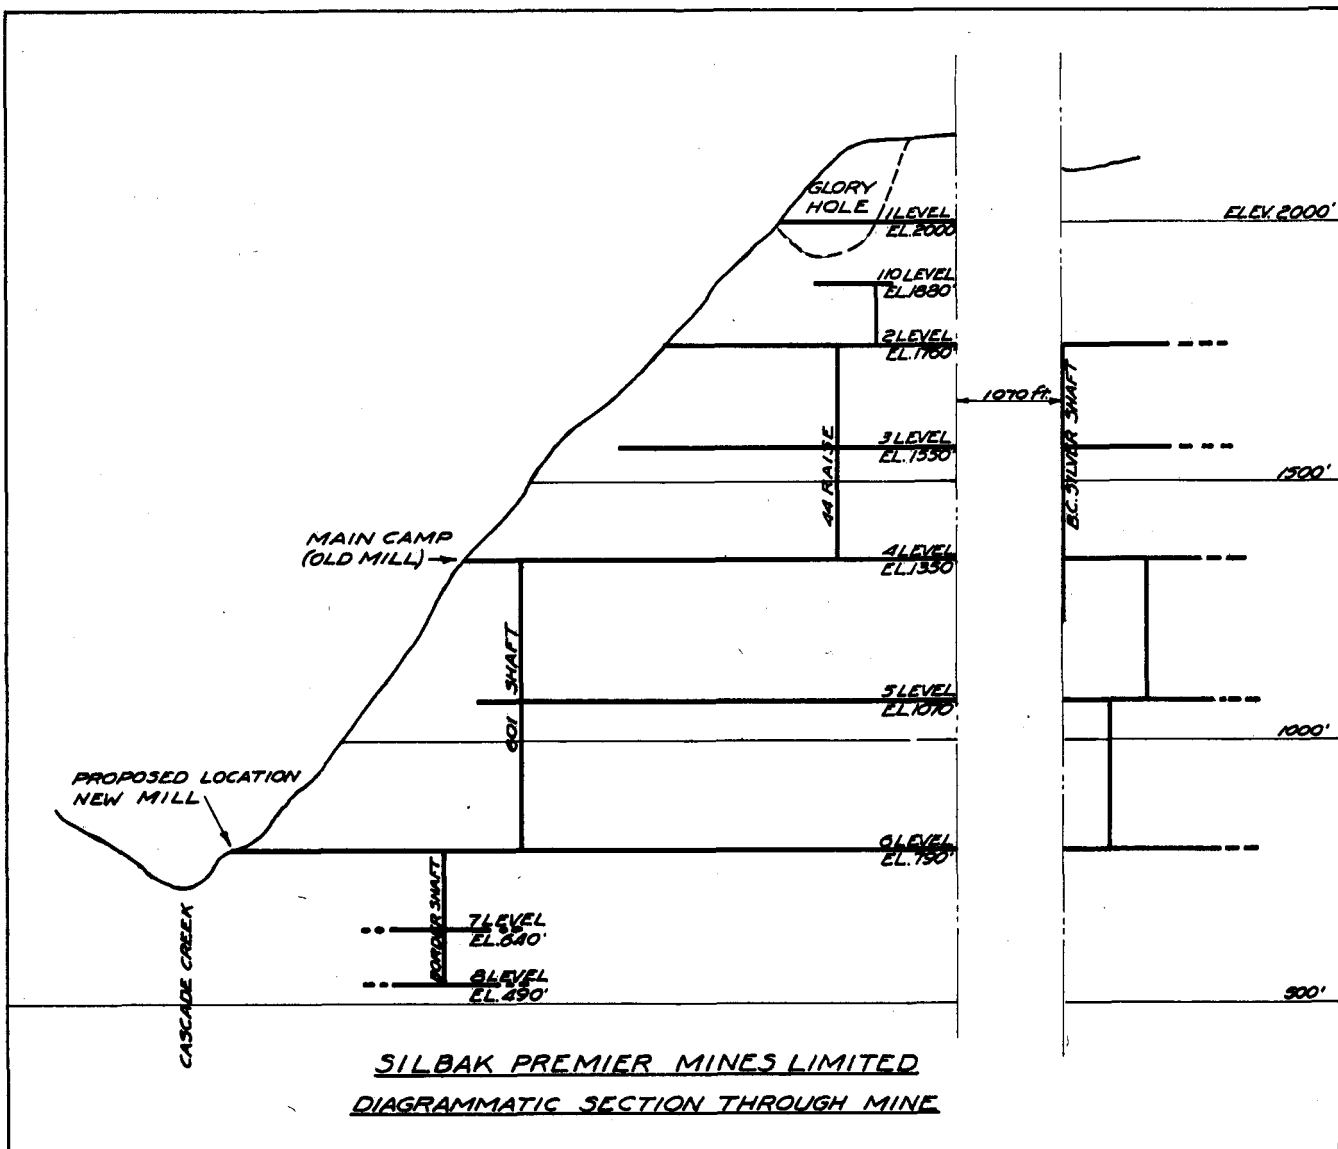 GLORY
HOLE
1 LEVEL
EL. 2000
ELEV. 2000'
110 LEVEL
EL. 1880'
2 LEVEL
EL. 1760'
1070 ft.
B.C. SILVER SHAFT
44 RAISE
3 LEVEL
EL. 1550'
1500'
MAIN CAMP
(OLD MILL)
4 LEVEL
EL. 1350'
601 SHAFT
5 LEVEL
EL. 1070'
1000'
PROPOSED LOCATION
NEW MILL
6 LEVEL
EL. 790'
BORDER SHAFT
7 LEVEL
EL. 640'
8 LEVEL
EL. 490'
500'
CASCADE CREEK
SILBAK PREMIER MINES LIMITED
DIAGRAMMATIC SECTION THROUGH MINE